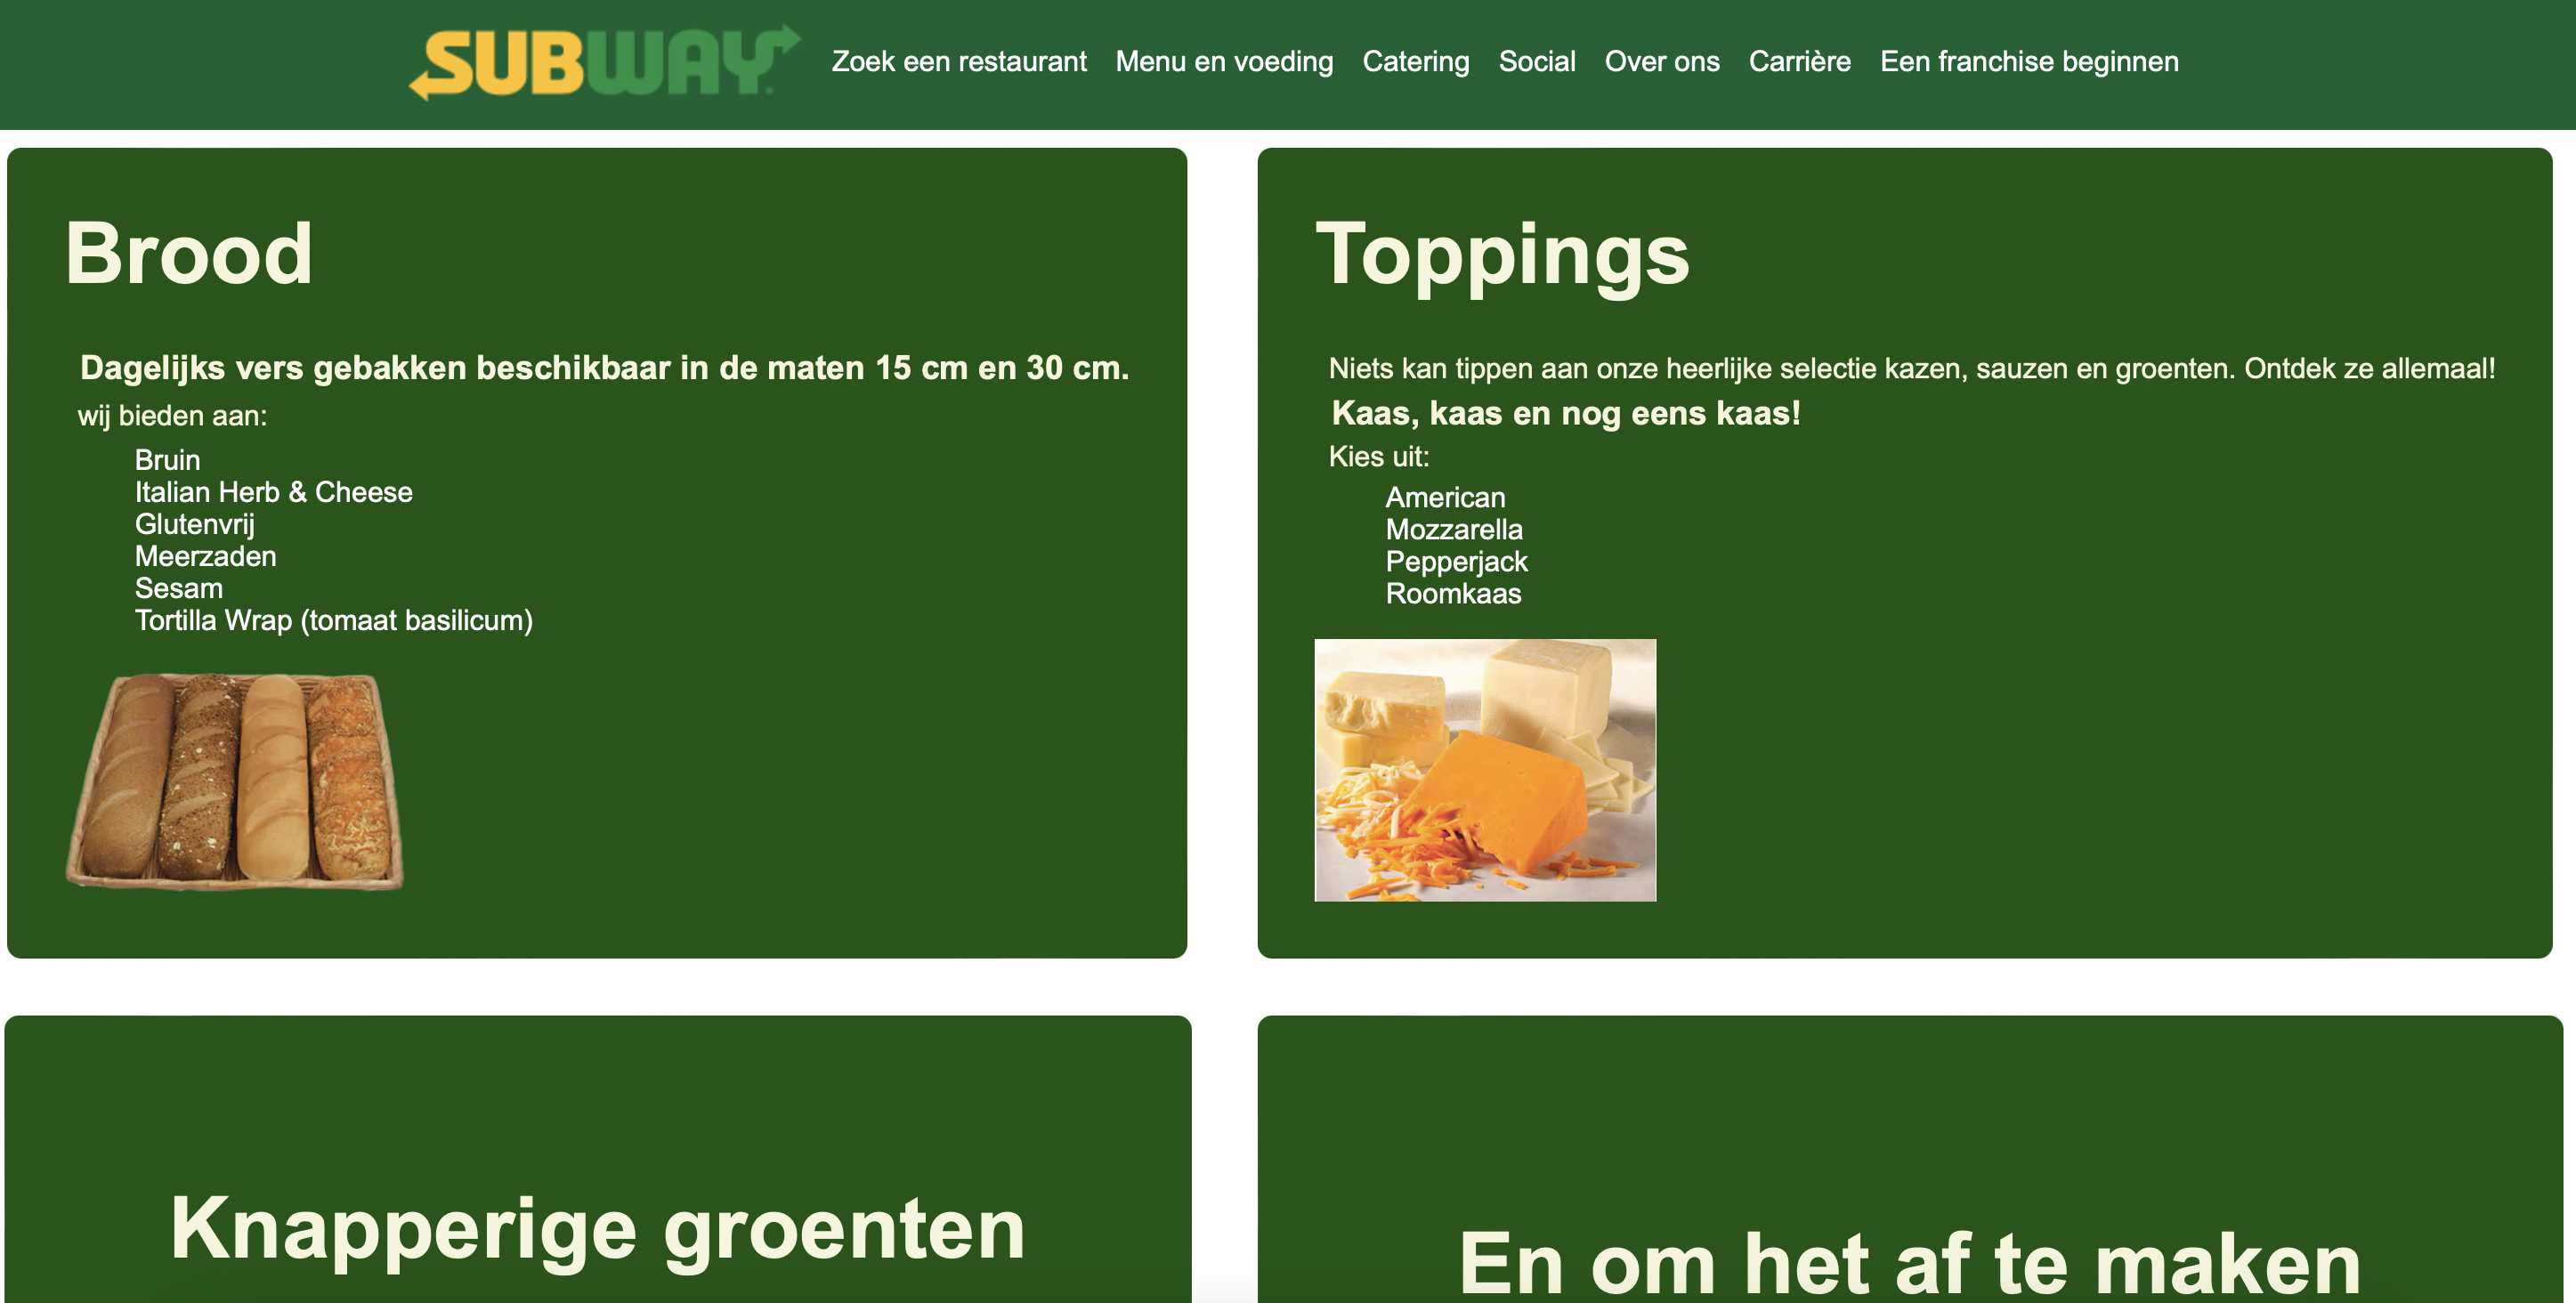 SUBWAY
Zoek een restaurant Menu en voeding Catering Social Over ons Carrière Een franchise beginnen
Brood
Dagelijks vers gebakken beschikbaar in de maten 15 cm en 30 cm.
wij bieden aan:
Bruin
Italian Herb & Cheese
Glutenvrij
Meerzaden
Sesam
Tortilla Wrap (tomaat basilicum)
Toppings
Niets kan tippen aan onze heerlijke selectie kazen, sauzen en groenten. Ontdek ze allemaal!
Kaas, kaas en nog eens kaas!
Kies uit:
American
Mozzarella
Pepperjack
Roomkaas
Knapperige groenten
En om het af te maken